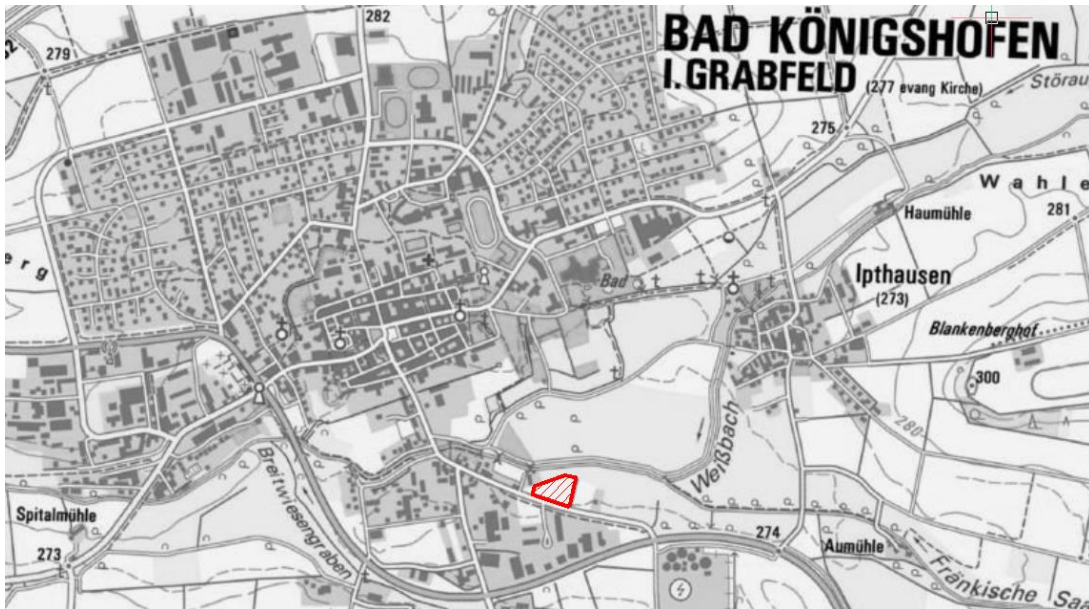 282
BAD KÖNIGSHOFEN
I. GRABFELD (277 evang Kirche)
279
Störau
275
Wahle
281
Haumühle
erg
Ipthausen
(273)
Bad
Blankenberghof
300
280
Weißbach
Breitwiesengraben
Spitalmühle
273
274
Aumühle
Fränkische Sa